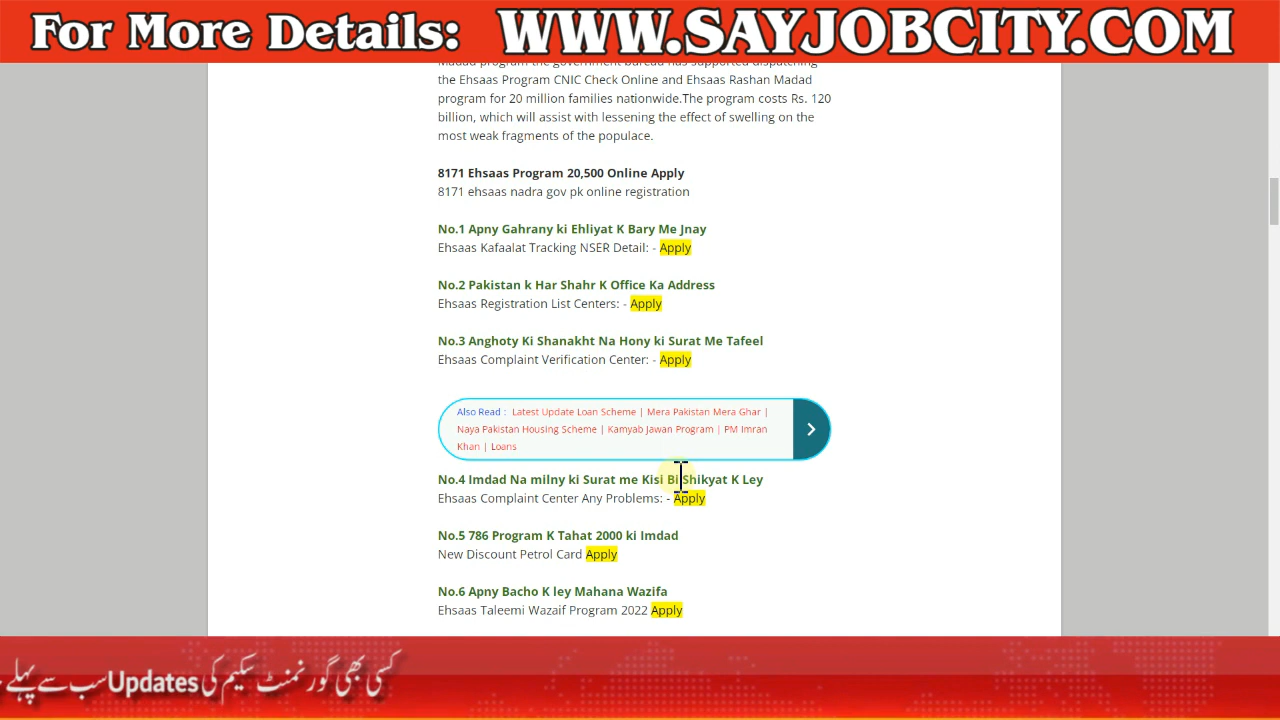 For More Details: WWW.SAYJOBCITY.COM
Madad program the government bureau has supported dispatching
the Ehsaas Program CNIC Check Online and Ehsaas Rashan Madad
program for 20 million families nationwide.The program costs Rs. 120
billion, which will assist with lessening the effect of swelling on the
most weak fragments of the populace.
8171 Ehsaas Program 20,500 Online Apply
8171 ehsaas nadra gov pk online registration
No.1 Apny Gahrany ki Ehliyat K Bary Me Jnay
Ehsaas Kafaalat Tracking NSER Detail: - Apply
No.2 Pakistan k Har Shahr K Office Ka Address
Ehsaas Registration List Centers: - Apply
No.3 Anghoty Ki Shanakht Na Hony ki Surat Me Tafeel
Ehsaas Complaint Verification Center: - Apply
Also Read : Latest Update Loan Scheme | Mera Pakistan Mera Ghar |
Naya Pakistan Housing Scheme | Kamyab Jawan Program | PM Imran
Khan | Loans
No.4 Imdad Na milny ki Surat me Kisi Bi Shikyat K Ley
Ehsaas Complaint Center Any Problems: - Apply
No.5 786 Program K Tahat 2000 ki Imdad
New Discount Petrol Card Apply
No.6 Apny Bacho K ley Mahana Wazifa
Ehsaas Taleemi Wazaif Program 2022 Apply
کسی بھی گورنمنٹ سکیم کی Updates سب سے پہلے